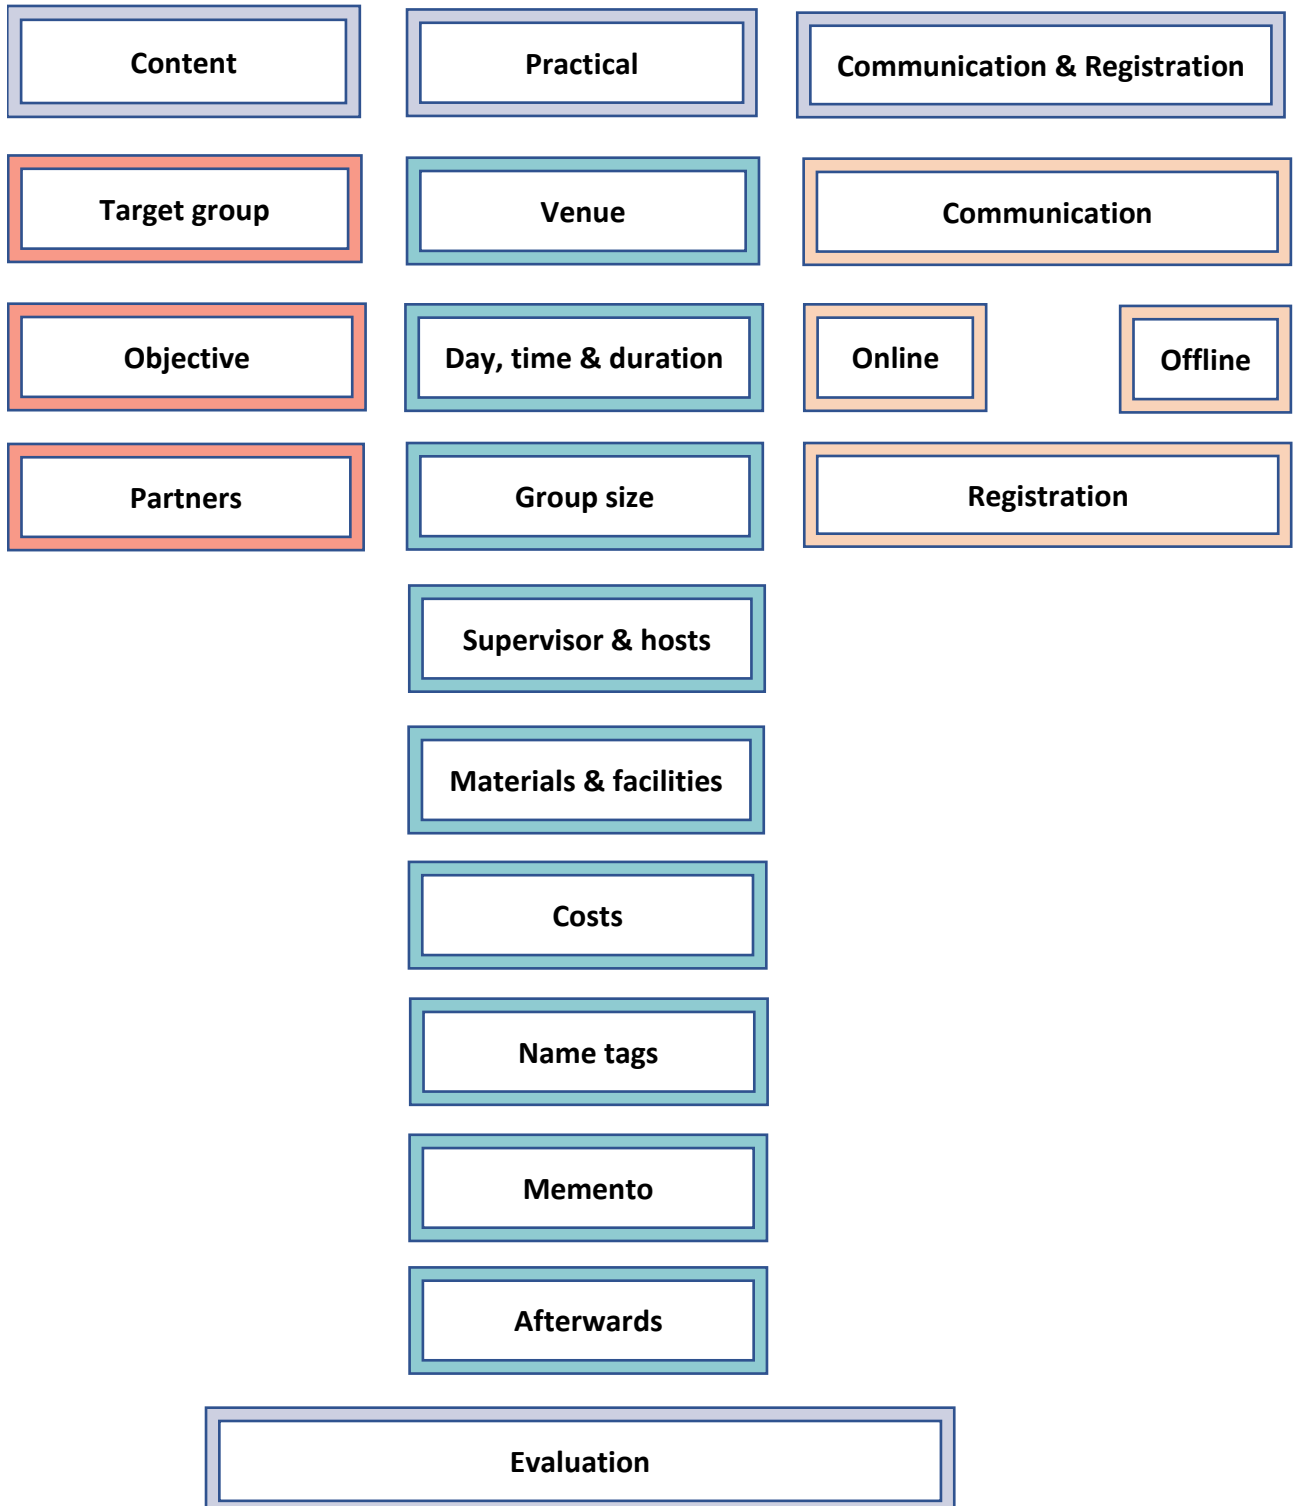 Content
Practical
Communication & Registration
Target group
Venue
Communication
Objective
Day, time & duration
Online
Offline
Partners
Group size
Registration
Supervisor & hosts
Materials & facilities
Costs
Name tags
Memento
Afterwards
Evaluation